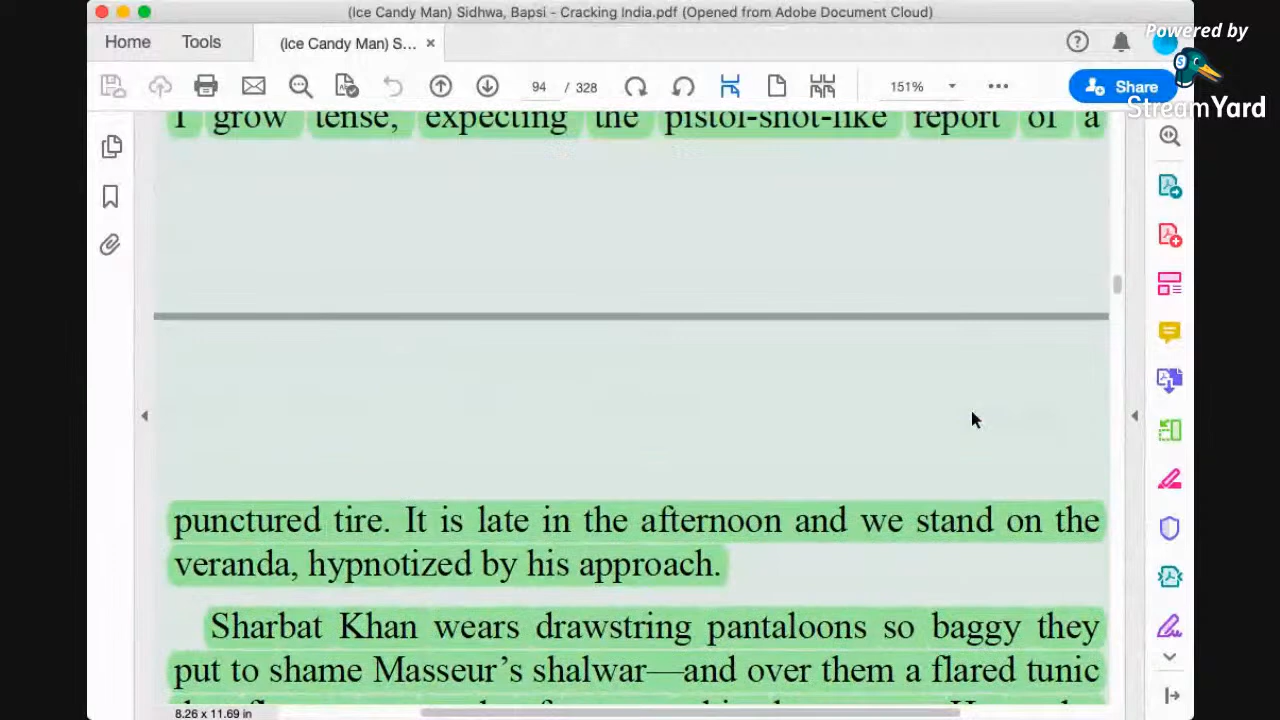 (Ice Candy Man) Sidhwa, Bapsi - Cracking India.pdf (Opened from Adobe Document Cloud)
Powered by
StreamYard
Home
Tools
(Ice Candy Man) S...
94 / 328
151%
Share
I grow tense, expecting the pistol-shot-like report of a
punctured tire. It is late in the afternoon and we stand on the
veranda, hypnotized by his approach.
Sharbat Khan wears drawstring pantaloons so baggy they
put to shame Masseur's shalwar—and over them a flared tunic
8.26 x 11.69 in